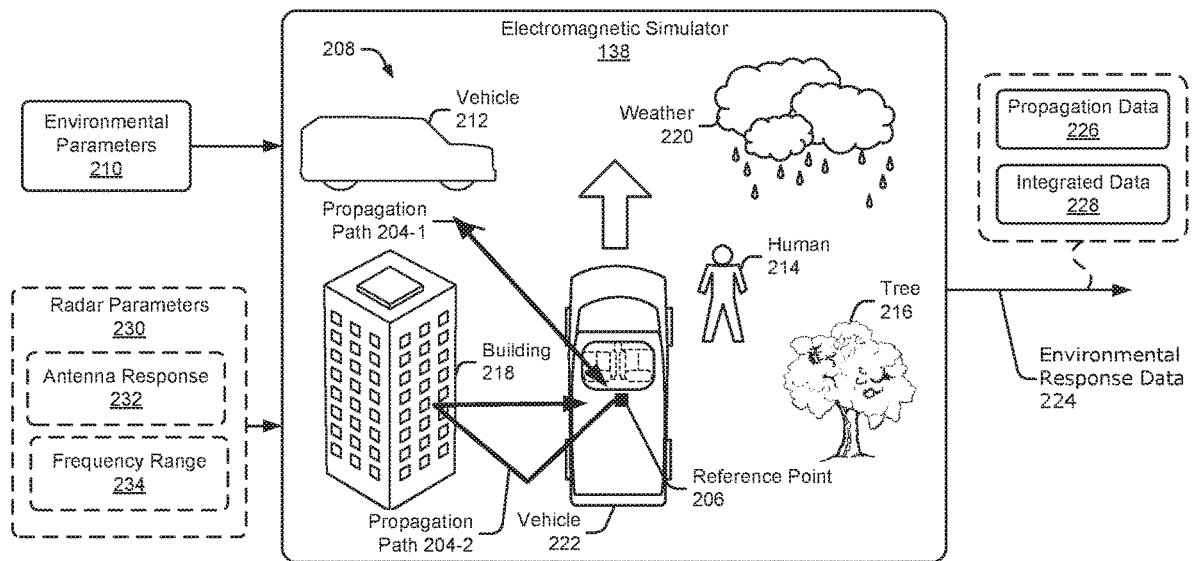 Electromagnetic Simulator
138
208
Environmental
Parameters
210
Vehicle
212
Weather
220
Propagation Data
226
Integrated Data
228
Propagation
Path 204-1
Human
214
Tree
216
Radar Parameters
230
Antenna Response
232
Frequency Range
234
Building
218
Environmental
Response Data
224
Reference Point
206
Propagation
Path 204-2
Vehicle
222